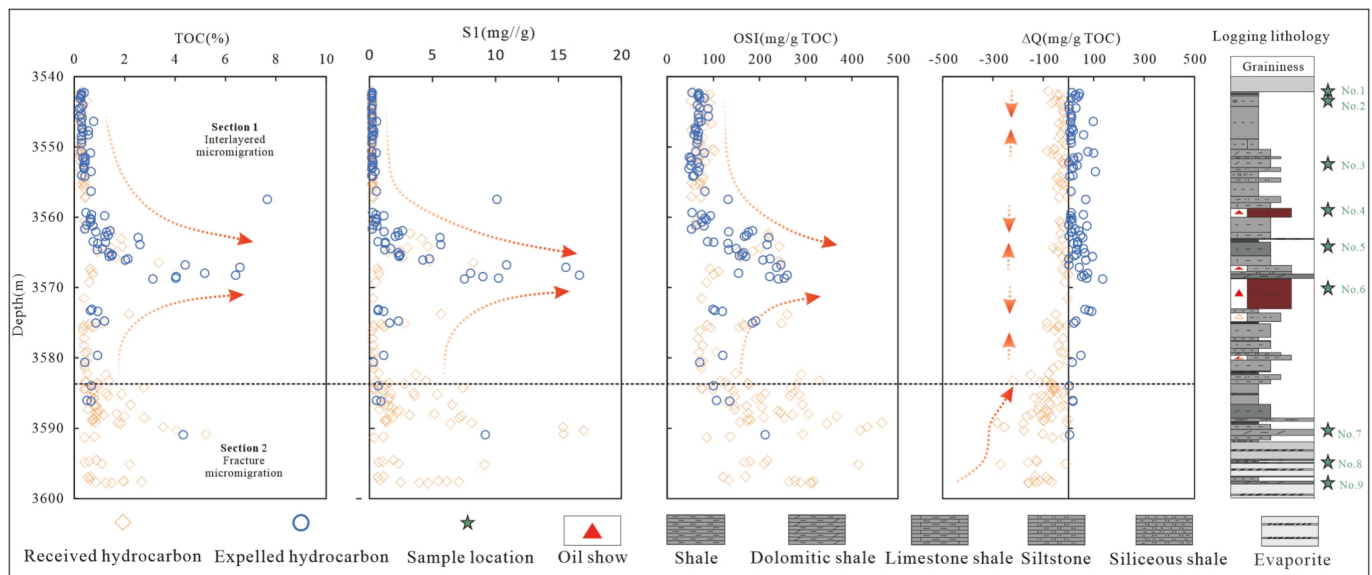 TOC(%)
0 2 4 6 8 10
S1(mg//g)
0 5 10 15 20
OSI(mg/g TOC)
0 100 200 300 400 500
ΔQ(mg/g TOC)
-500 -300 -100 100 300 500
Logging lithology
Graininess
Depth(m)
3540
3550
3560
3570
3580
3590
3600
Section 1
Interlayered
micromigration
Section 2
Fracture
micromigration
No.1
No.2
No.3
No.4
No.5
No.6
No.7
No.8
No.9
Received hydrocarbon
Expelled hydrocarbon
Sample location
Oil show
Shale
Dolomitic shale
Limestone shale
Siltstone
Siliceous shale
Evaporite